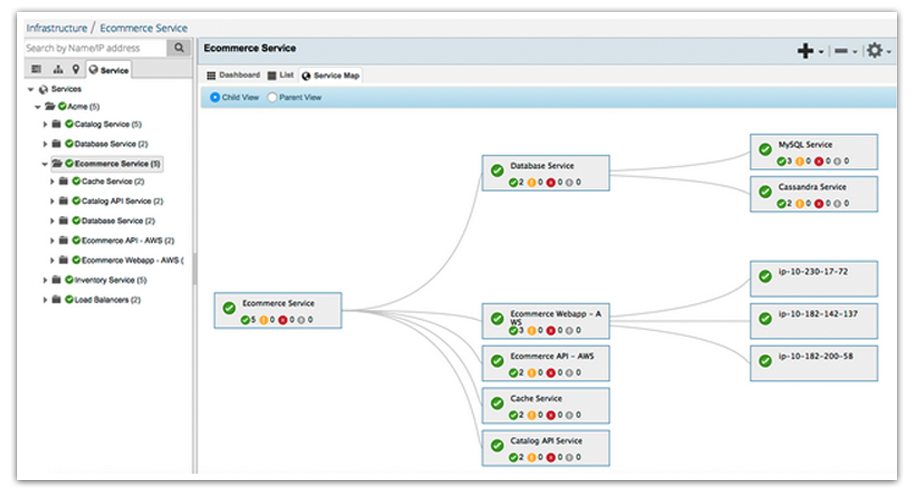 Infrastructure / Ecommerce Service
Search by Name/IP address
Service
Services
Acme (5)
Catalog Service (5)
Database Service (2)
Ecommerce Service (5)
Cache Service (2)
Catalog API Service (2)
Database Service (2)
Ecommerce API - AWS (2)
Ecommerce Webapp - AWS (
Inventory Service (5)
Load Balancers (2)
Ecommerce Service
Dashboard List Service Map
Child View Parent View
Ecommerce Service
5 0 0 0
Database Service
2 0 0 0
Ecommerce Webapp - A
WS
3 0 0 0
Ecommerce API - AWS
2 0 0 0
Cache Service
2 0 0 0
Catalog API Service
2 0 0 0
MySQL Service
3 0 0 0
Cassandra Service
2 0 0 0
ip-10-230-17-72
ip-10-182-142-137
ip-10-182-200-58